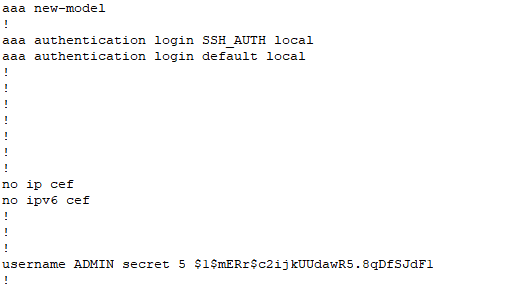 aaa new-model
!
aaa authentication login SSH_AUTH local
aaa authentication login default local
!
!
!
!
!
!
!
no ip cef
no ipv6 cef
!
!
!
username ADMIN secret 5 $1$mERr$c2ijkUUdawR5.8qDfSJdF1
!